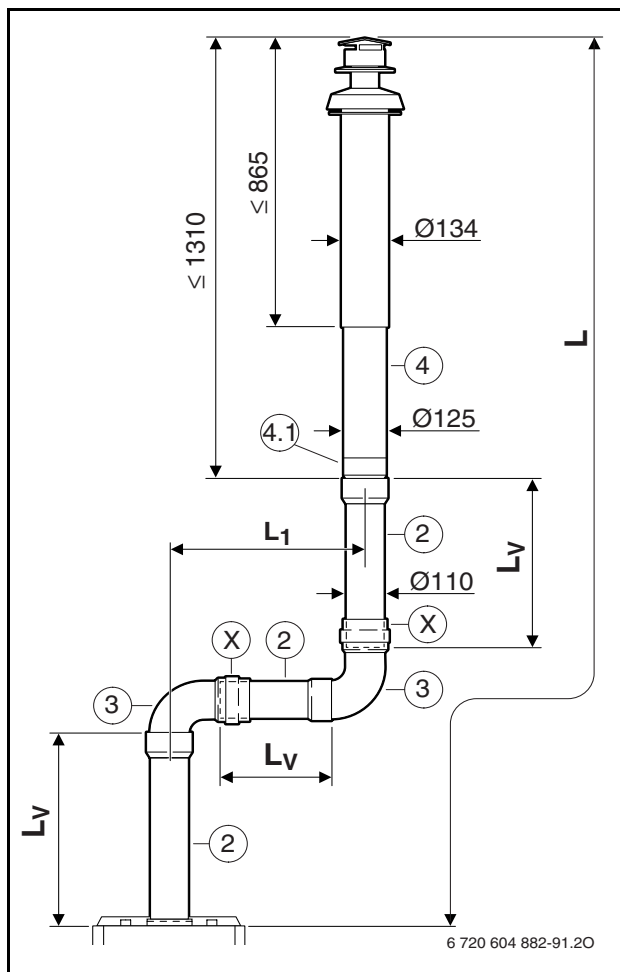 ≤ 865
≤ 1310
Ø134
L
4
4.1
Ø125
2
L1
LV
Ø110
X
X
2
3
3
LV
LV
2
6 720 604 882-91.2O